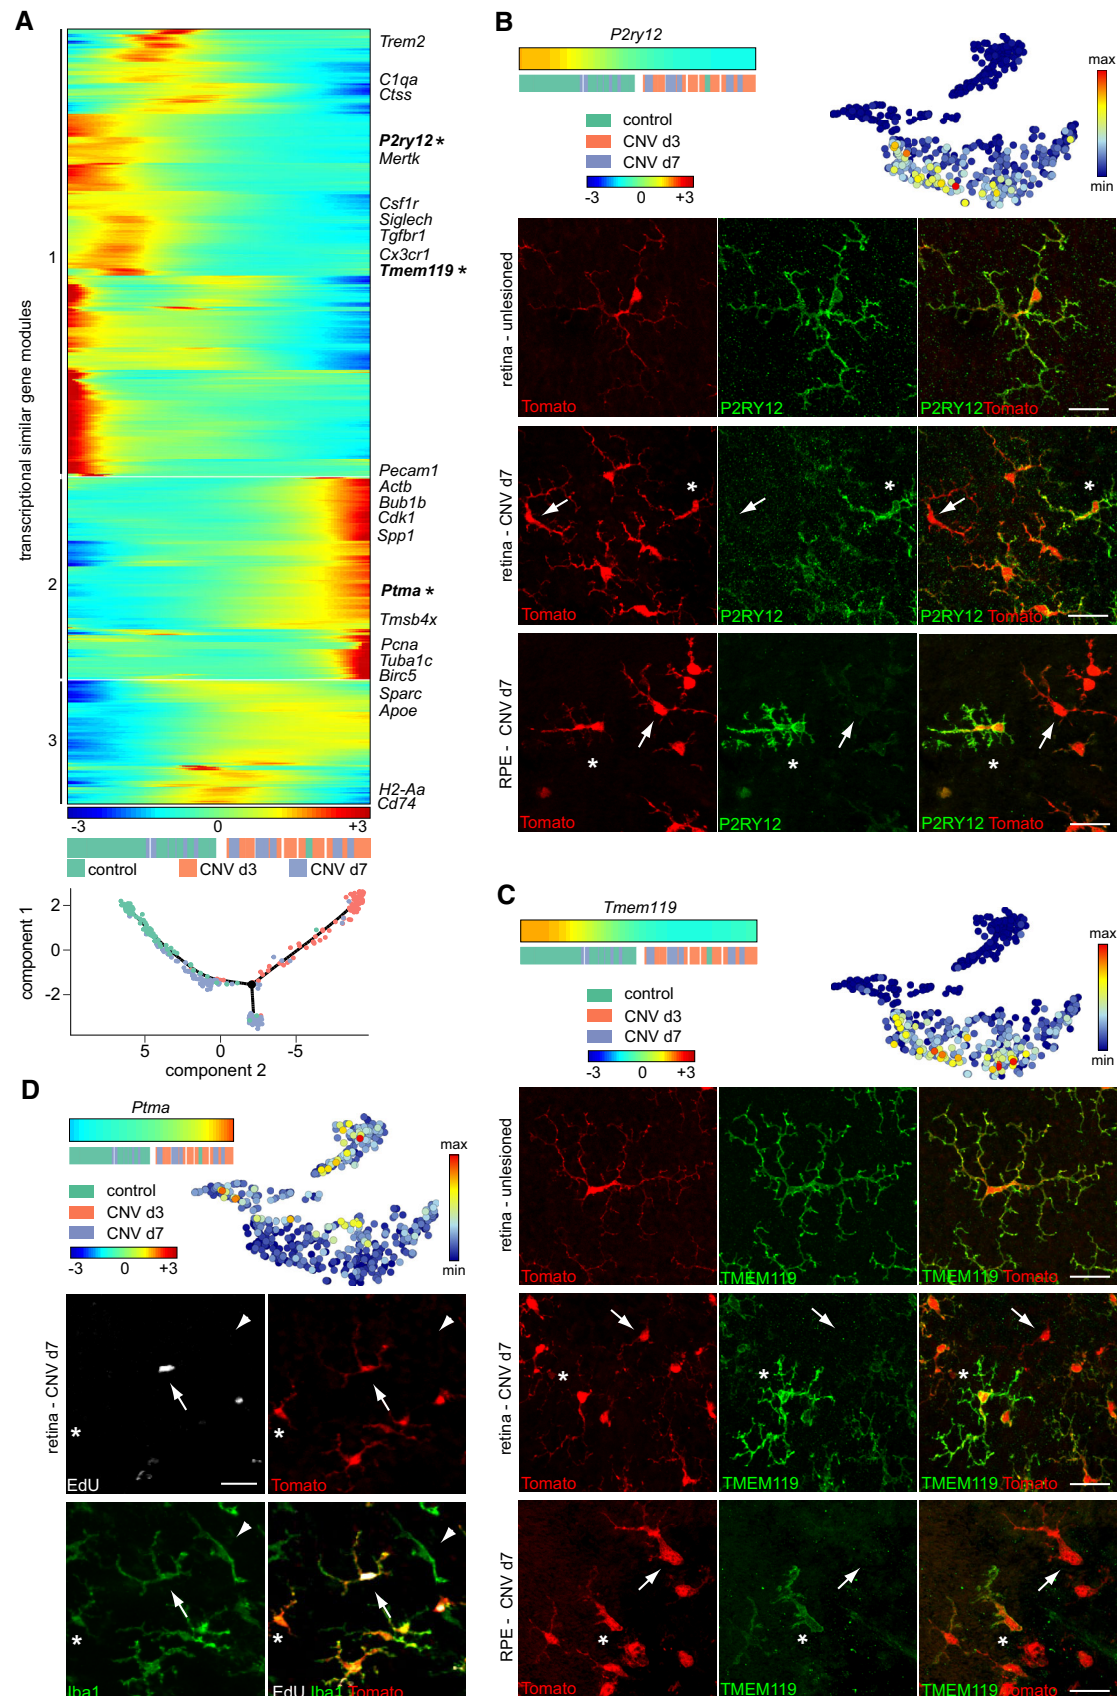 A
transcriptional similar gene modules
1
2
3
Trem2
C1qa
Ctss
P2ry12 *
Mertk
Csf1r
Siglech
Tgfbr1
Cx3cr1
Tmem119 *
Pecam1
Actb
Bub1b
Cdk1
Spp1
Ptma *
Tmsb4x
Pcna
Tuba1c
Birc5
Sparc
Apoe
H2-Aa
Cd74
-3 0 +3
control CNV d3 CNV d7
component 1
2
0
-2
5 0 -5
component 2
B
P2ry12
control
CNV d3
CNV d7
-3 0 +3
max
min
retina - unlesioned
Tomato
P2RY12
P2RY12Tomato
retina - CNV d7
*
*
Tomato
P2RY12
P2RY12 Tomato
RPE - CNV d7
*
*
*
Tomato
P2RY12
P2RY12 Tomato
C
Tmem119
control
CNV d3
CNV d7
-3 0 +3
max
min
retina - unlesioned
Tomato
TMEM119
TMEM119 Tomato
retina - CNV d7
*
*
*
Tomato
TMEM119
TMEM119 Tomato
RPE - CNV d7
*
*
*
Tomato
TMEM119
TMEM119 Tomato
D
Ptma
control
CNV d3
CNV d7
-3 0 +3
max
min
retina - CNV d7
*
*
EdU
Tomato
*
*
Iba1
EdU Iba1 Tomato